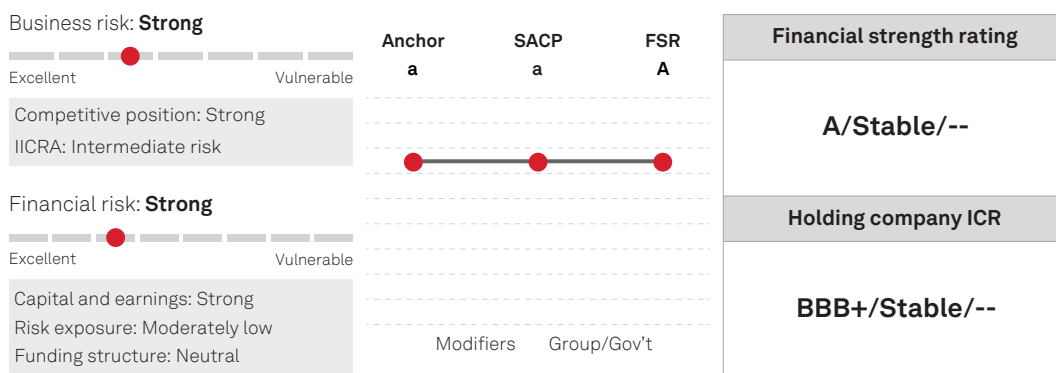 Business risk: Strong
Excellent Vulnerable
Competitive position: Strong
IICRA: Intermediate risk
Financial risk: Strong
Excellent Vulnerable
Capital and earnings: Strong
Risk exposure: Moderately low
Funding structure: Neutral
Anchor SACP FSR
a a A
Modifiers Group/Gov't
Financial strength rating
A/Stable/--
Holding company ICR
BBB+/Stable/--